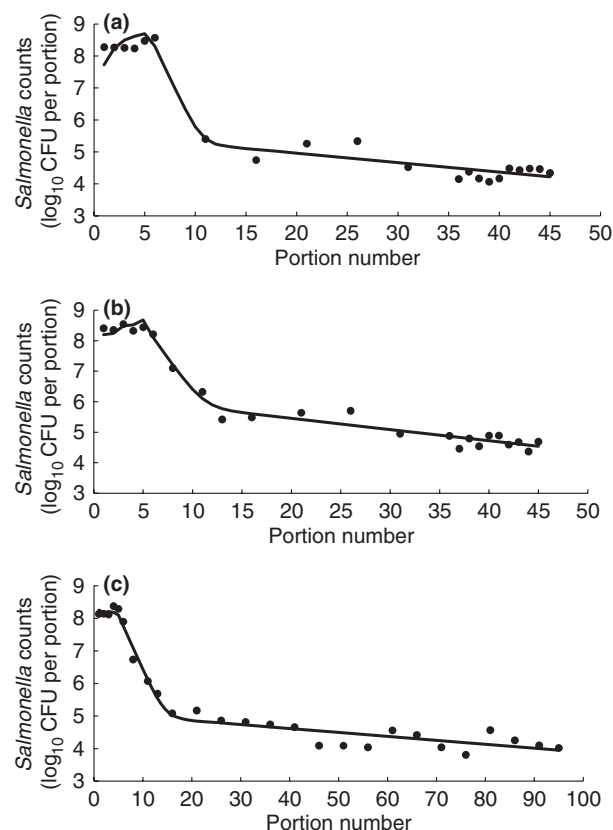 (a)
Salmonella counts
(log₁₀ CFU per portion)
9
8
7
6
5
4
3
0 5 10 15 20 25 30 35 40 45 50
Portion number
(b)
Salmonella counts
(log₁₀ CFU per portion)
9
8
7
6
5
4
3
0 5 10 15 20 25 30 35 40 45 50
Portion number
(c)
Salmonella counts
(log₁₀ CFU per portion)
9
8
7
6
5
4
3
0 10 20 30 40 50 60 70 80 90 100
Portion number